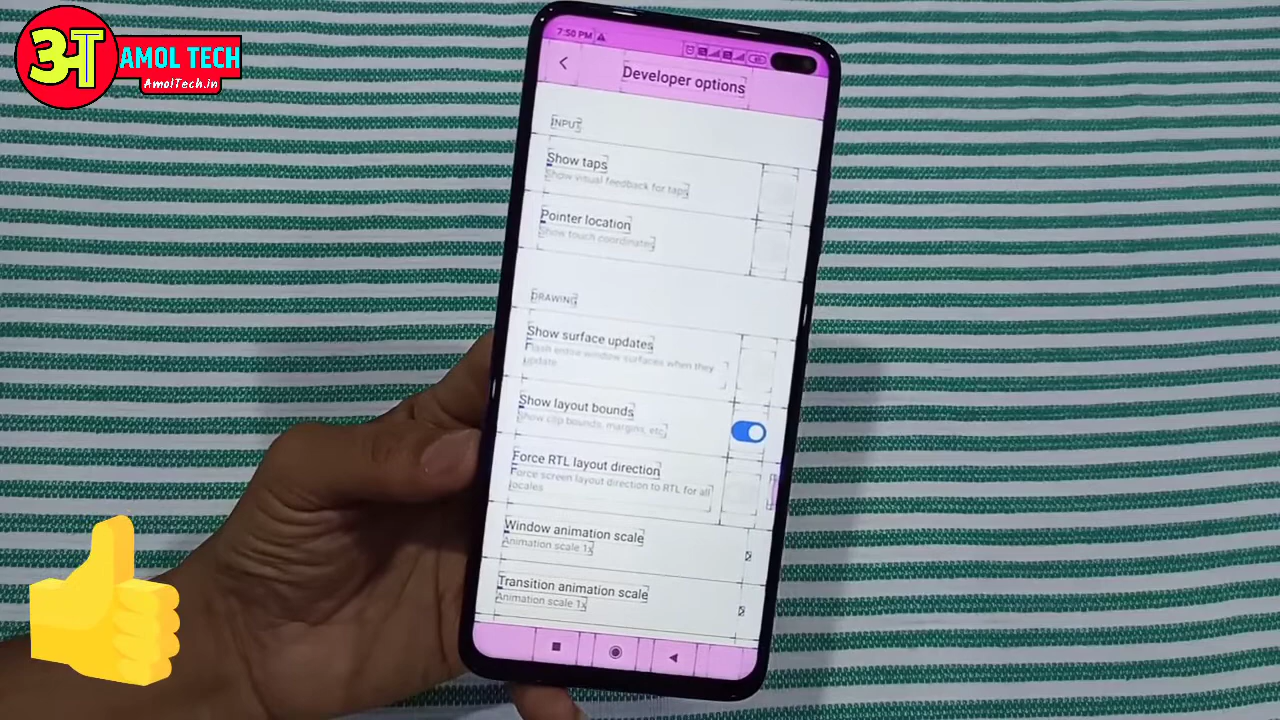 अT
AMOL TECH
AmolTech.in
7:50 PM
Developer options
INPUT
Show taps
Show visual feedback for taps
Pointer location
Show touch coordinates
DRAWING
Show surface updates
Flash entire window surfaces when they
update
Show layout bounds
Show clip bounds, margins, etc.
Force RTL layout direction
Force screen layout direction to RTL for all
locales
Window animation scale
Animation scale 1x
Transition animation scale
Animation scale 1x